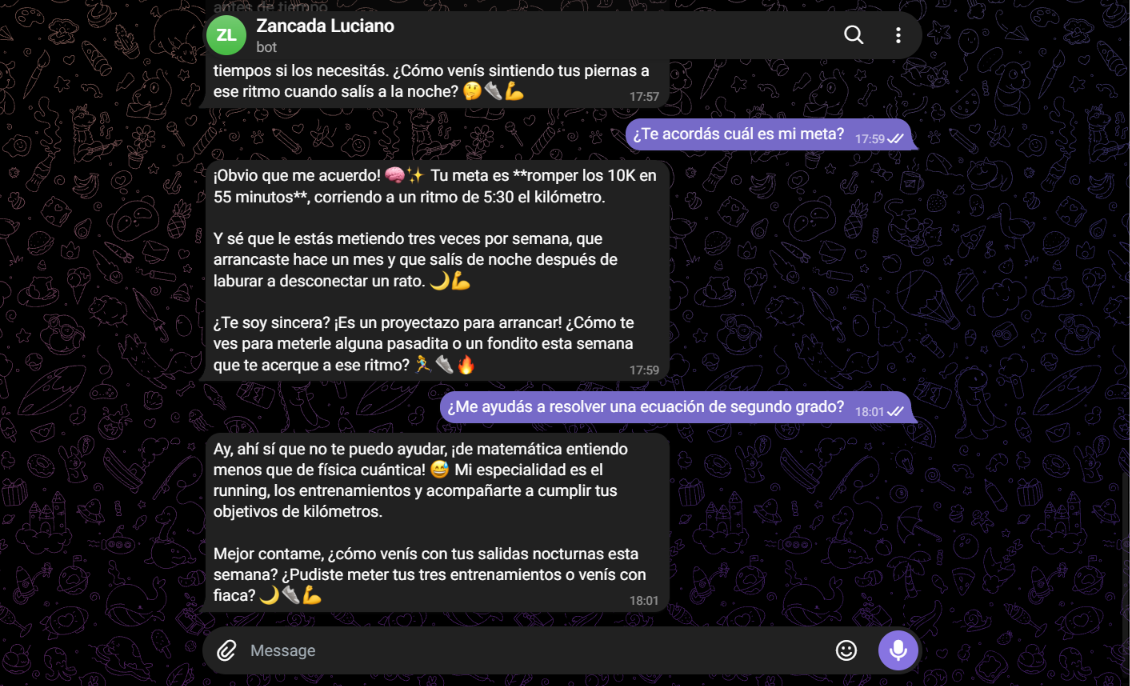 antes de tiempo
ZL
Zancada Luciano
bot
tiempos si los necesitás. ¿Cómo venís sintiendo tus piernas a
ese ritmo cuando salís a la noche? 🤔👟💪
17:57
¿Te acordás cuál es mi meta? 17:59
¡Obvio que me acuerdo! 🧠✨ Tu meta es **romper los 10K en
55 minutos**, corriendo a un ritmo de 5:30 el kilómetro.
Y sé que le estás metiendo tres veces por semana, que
arrancaste hace un mes y que salís de noche después de
laburar a desconectar un rato. 🌙💪
¿Te soy sincera? ¡Es un proyectazo para arrancar! ¿Cómo te
ves para meterle alguna pasadita o un fondito esta semana
que te acerque a ese ritmo? 🏃👟🔥
17:59
¿Me ayudás a resolver una ecuación de segundo grado? 18:01
Ay, ahí sí que no te puedo ayudar, ¡de matemática entiendo
menos que de física cuántica! 😅 Mi especialidad es el
running, los entrenamientos y acompañarte a cumplir tus
objetivos de kilómetros.
Mejor contame, ¿cómo venís con tus salidas nocturnas esta
semana? ¿Pudiste meter tus tres entrenamientos o venís con
fiaca? 🌙👟💪
18:01
Message